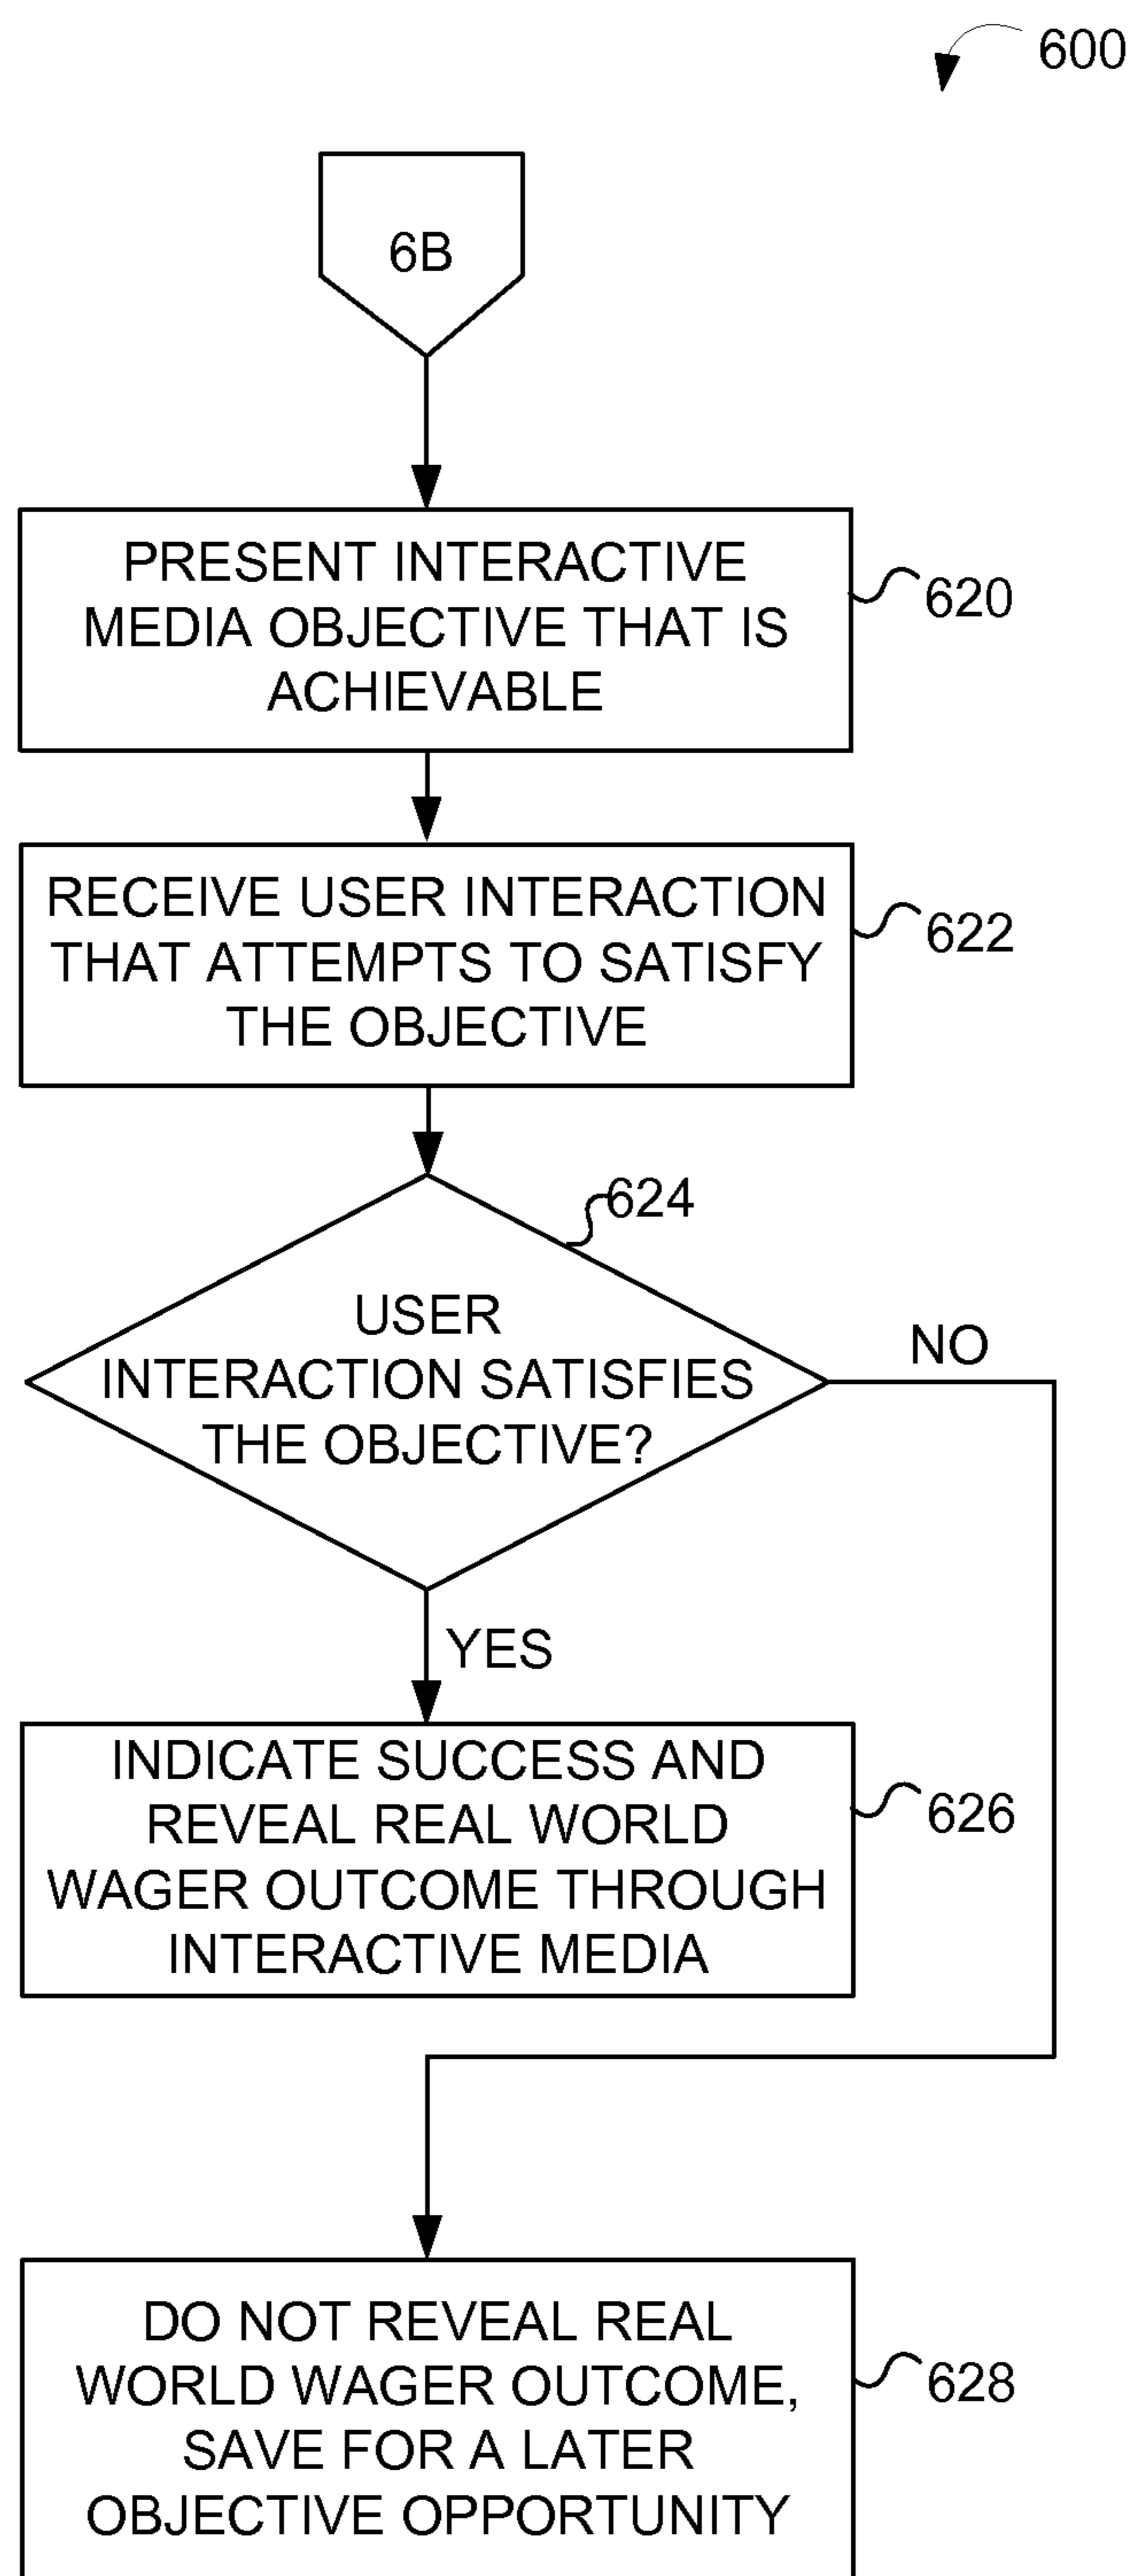 600
6B
PRESENT INTERACTIVE
MEDIA OBJECTIVE THAT IS
ACHIEVABLE
620
RECEIVE USER INTERACTION
THAT ATTEMPTS TO SATISFY
THE OBJECTIVE
622
624
USER
INTERACTION SATISFIES
THE OBJECTIVE?
NO
YES
INDICATE SUCCESS AND
REVEAL REAL WORLD
WAGER OUTCOME THROUGH
INTERACTIVE MEDIA
626
DO NOT REVEAL REAL
WORLD WAGER OUTCOME,
SAVE FOR A LATER
OBJECTIVE OPPORTUNITY
628